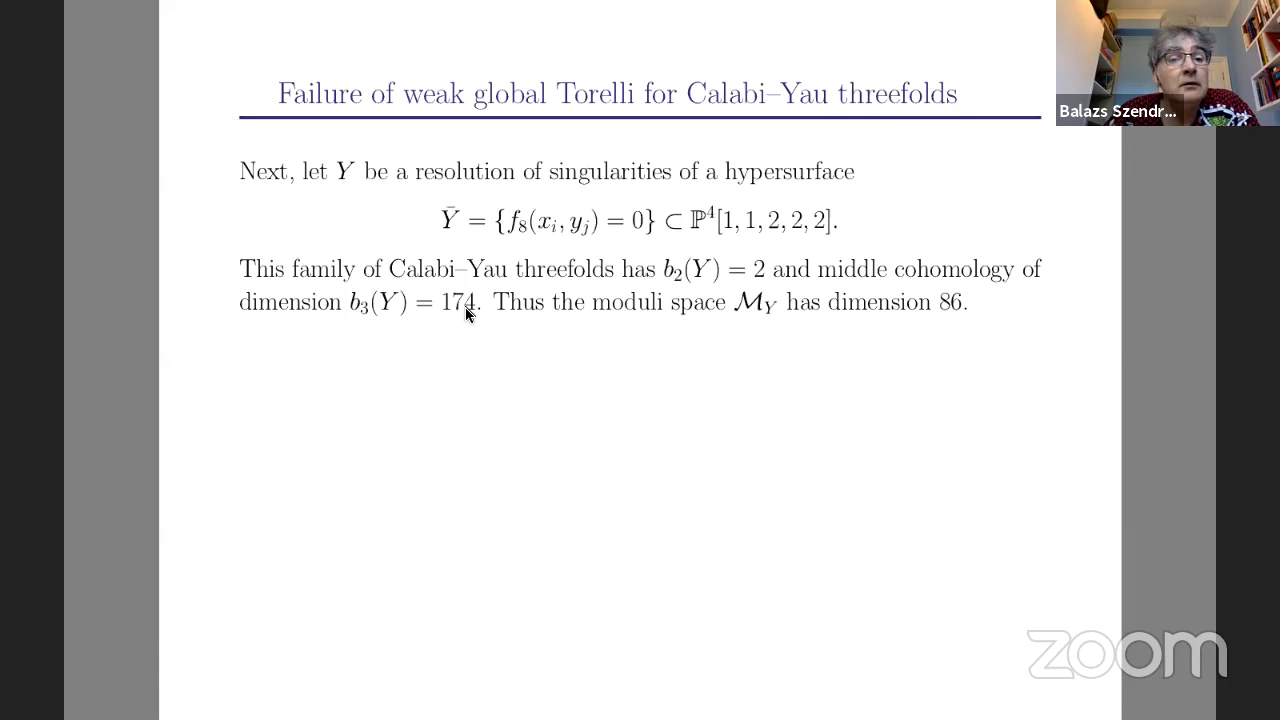 Failure of weak global Torelli for Calabi–Yau threefolds
Balazs Szendr...
Next, let Y be a resolution of singularities of a hypersurface
Ȳ = {f₈(xᵢ, yⱼ) = 0} ⊂ ℙ⁴[1, 1, 2, 2, 2].
This family of Calabi–Yau threefolds has b₂(Y) = 2 and middle cohomology of
dimension b₃(Y) = 174. Thus the moduli space ℳ_Y has dimension 86.
zoom